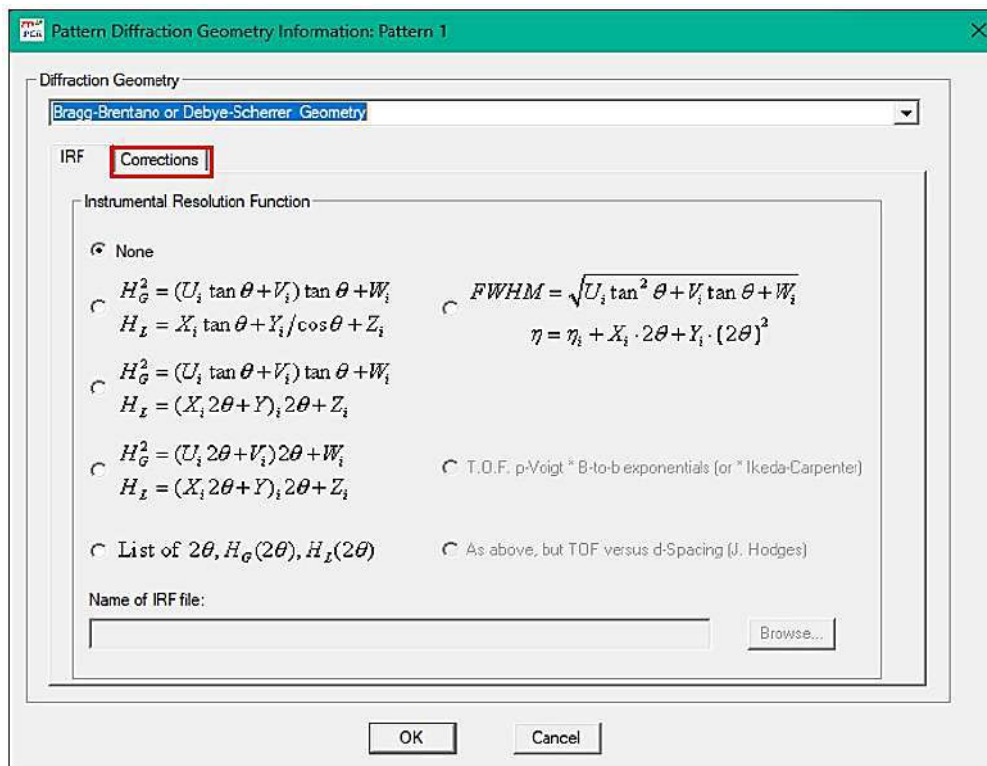 Pattern Diffraction Geometry Information: Pattern 1
Diffraction Geometry
Bragg-Brentano or Debye-Scherrer Geometry
IRF Corrections
Instrumental Resolution Function
None
H_G^2 = (U_i tan θ + V_i) tan θ + W_i
H_L = X_i tan θ + Y_i/cos θ + Z_i
FWHM = √(U_i tan^2 θ + V_i tan θ + W_i)
η = η_i + X_i · 2θ + Y_i · (2θ)^2
H_G^2 = (U_i tan θ + V_i) tan θ + W_i
H_L = (X_i 2θ + Y)_i 2θ + Z_i
H_G^2 = (U_i 2θ + V_i) 2θ + W_i
H_L = (X_i 2θ + Y)_i 2θ + Z_i
T.O.F. p-Voigt * B-to-b exponentials (or * Ikeda-Carpenter)
List of 2θ, H_G(2θ), H_L(2θ)
As above, but TOF versus d-Spacing (J. Hodges)
Name of IRF file:
Browse...
OK Cancel